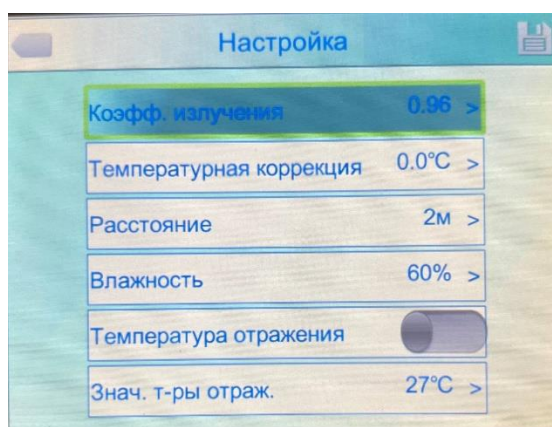 Настройка
Коэфф. излучения 0.96 >
Температурная коррекция 0.0°C >
Расстояние 2м >
Влажность 60% >
Температура отражения
Знач. т-ры отраж. 27°C >